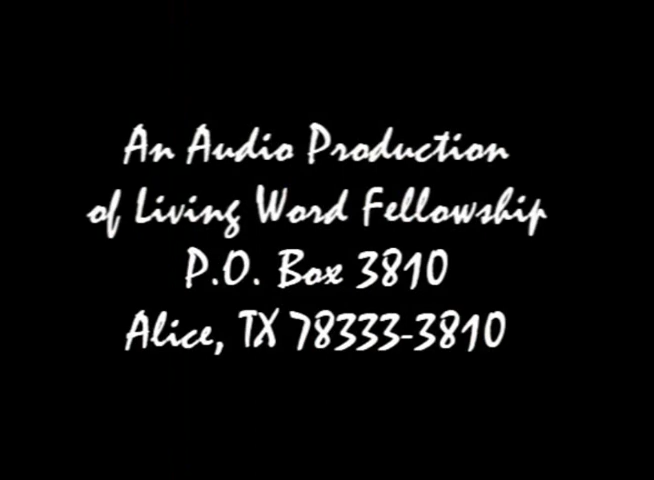 An Audio Production
of Living Word Fellowship
P.O. Box 3810
Alice, TX 78333-3810